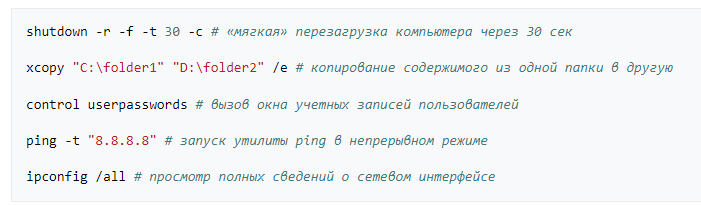 shutdown -r -f -t 30 -c # «мягкая» перезагрузка компьютера через 30 сек
xcopy "C:\folder1" "D:\folder2" /e # копирование содержимого из одной папки в другую
control userpasswords # вызов окна учетных записей пользователей
ping -t "8.8.8.8" # запуск утилиты ping в непрерывном режиме
ipconfig /all # просмотр полных сведений о сетевом интерфейсе